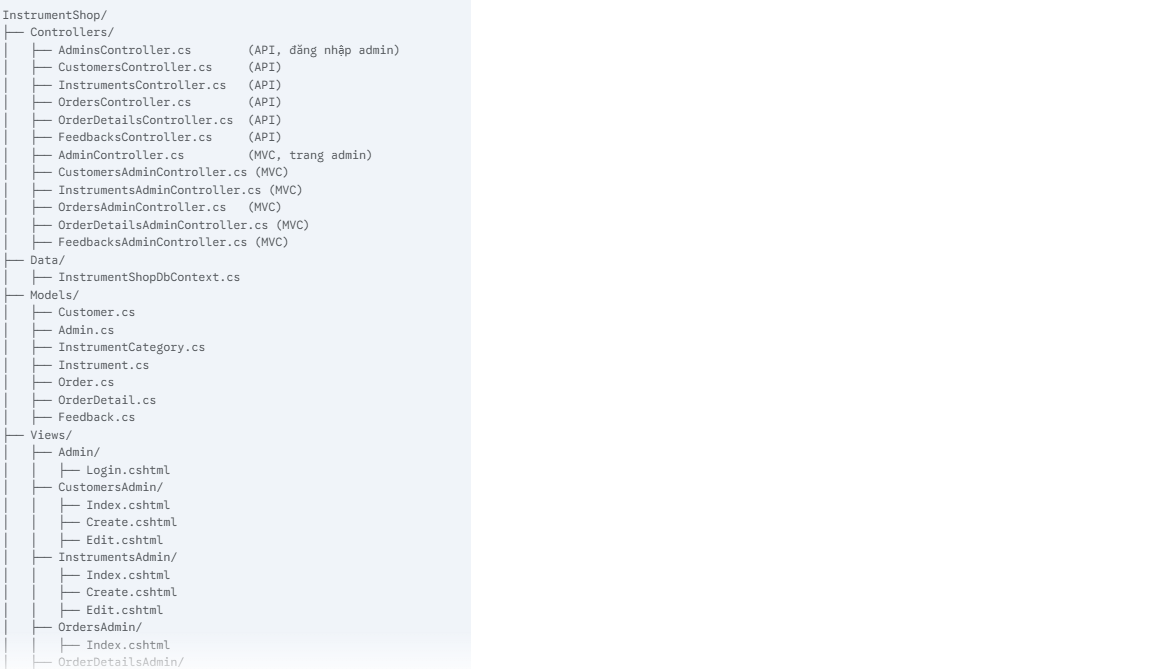 InstrumentShop/
├── Controllers/
│   ├── AdminsController.cs        (API, đăng nhập admin)
│   ├── CustomersController.cs     (API)
│   ├── InstrumentsController.cs   (API)
│   ├── OrdersController.cs        (API)
│   ├── OrderDetailsController.cs  (API)
│   ├── FeedbacksController.cs     (API)
│   ├── AdminController.cs         (MVC, trang admin)
│   ├── CustomersAdminController.cs (MVC)
│   ├── InstrumentsAdminController.cs (MVC)
│   ├── OrdersAdminController.cs   (MVC)
│   ├── OrderDetailsAdminController.cs (MVC)
│   ├── FeedbacksAdminController.cs (MVC)
├── Data/
│   ├── InstrumentShopDbContext.cs
├── Models/
│   ├── Customer.cs
│   ├── Admin.cs
│   ├── InstrumentCategory.cs
│   ├── Instrument.cs
│   ├── Order.cs
│   ├── OrderDetail.cs
│   ├── Feedback.cs
├── Views/
│   ├── Admin/
│   │   ├── Login.cshtml
│   ├── CustomersAdmin/
│   │   ├── Index.cshtml
│   │   ├── Create.cshtml
│   │   ├── Edit.cshtml
│   ├── InstrumentsAdmin/
│   │   ├── Index.cshtml
│   │   ├── Create.cshtml
│   │   ├── Edit.cshtml
│   ├── OrdersAdmin/
│   │   ├── Index.cshtml
│   ├── OrderDetailsAdmin/